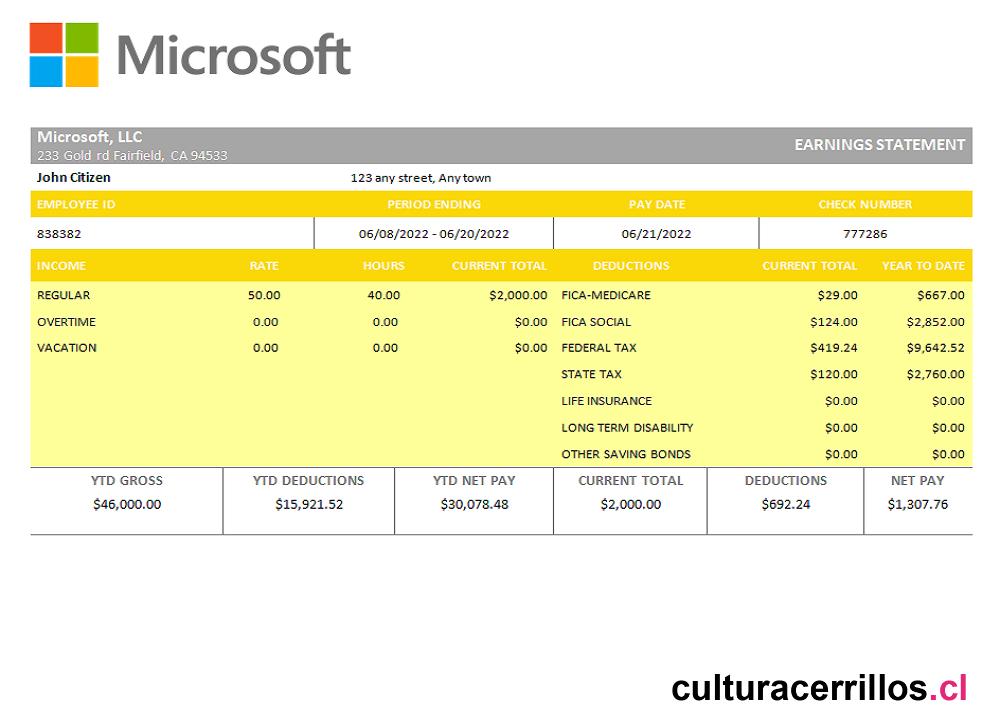 Microsoft
Microsoft, LLC
233 Gold rd Fairfield, CA 94533
EARNINGS STATEMENT
John Citizen 123 any street, Any town
EMPLOYEE ID PERIOD ENDING PAY DATE CHECK NUMBER
838382 06/08/2022 - 06/20/2022 06/21/2022 777286
INCOME RATE HOURS CURRENT TOTAL DEDUCTIONS CURRENT TOTAL YEAR TO DATE
REGULAR 50.00 40.00 $2,000.00 FICA-MEDICARE $29.00 $667.00
OVERTIME 0.00 0.00 $0.00 FICA SOCIAL $124.00 $2,852.00
VACATION 0.00 0.00 $0.00 FEDERAL TAX $419.24 $9,642.52
STATE TAX $120.00 $2,760.00
LIFE INSURANCE $0.00 $0.00
LONG TERM DISABILITY $0.00 $0.00
OTHER SAVING BONDS $0.00 $0.00
YTD GROSS YTD DEDUCTIONS YTD NET PAY CURRENT TOTAL DEDUCTIONS NET PAY
$46,000.00 $15,921.52 $30,078.48 $2,000.00 $692.24 $1,307.76
culturacerrillos.cl